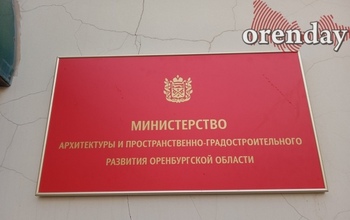 orenday
МИНИСТЕРСТВО
АРХИТЕКТУРЫ И ПРОСТРАНСТВЕННО-ГРАДОСТРОИТЕЛЬНОГО
РАЗВИТИЯ ОРЕНБУРГСКОЙ ОБЛАСТИ